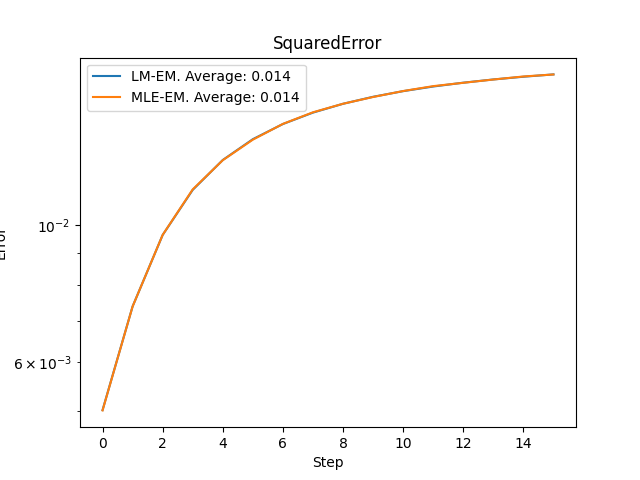 SquaredError
LM-EM. Average: 0.014
MLE-EM. Average: 0.014
10⁻²
6 × 10⁻³
Error
0 2 4 6 8 10 12 14
Step